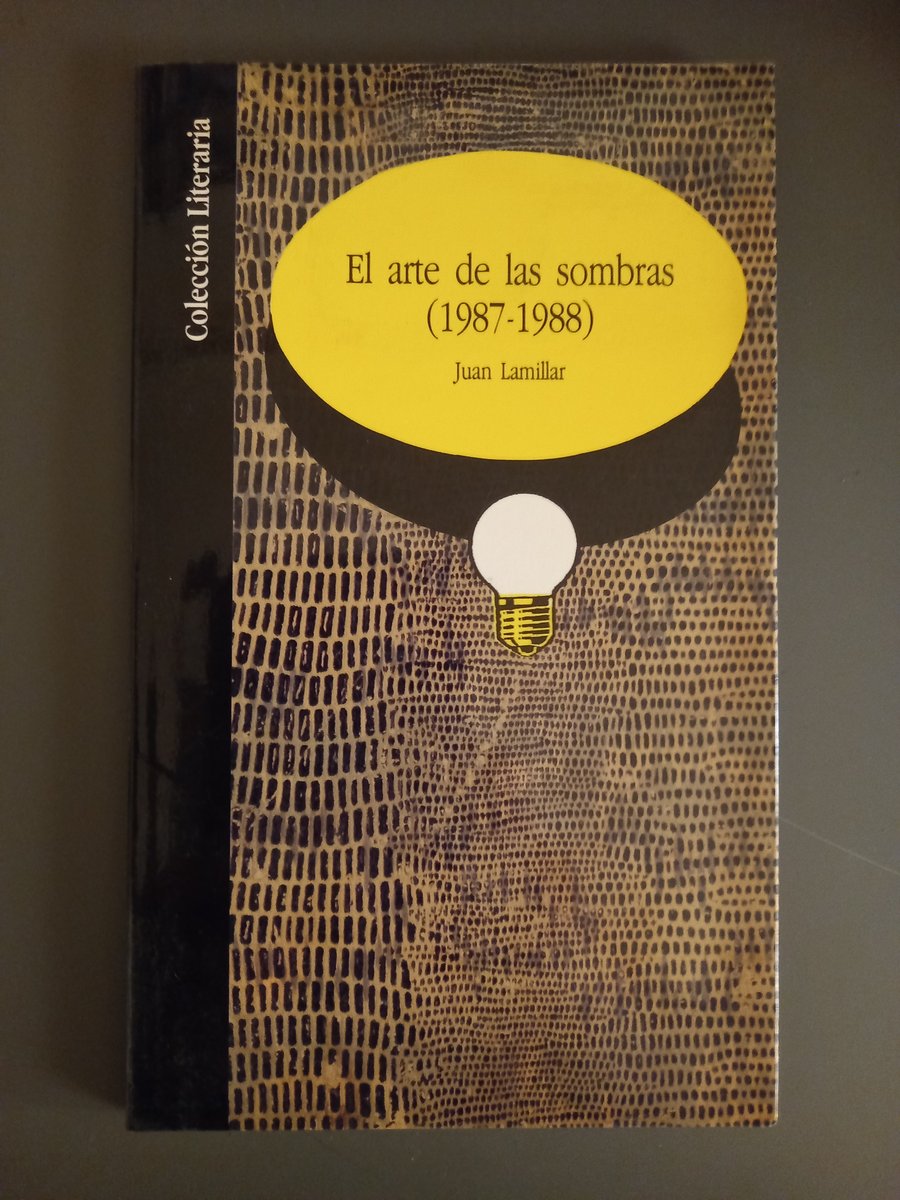 Colección Literaria
El arte de las sombras
(1987-1988)
Juan Lamillar